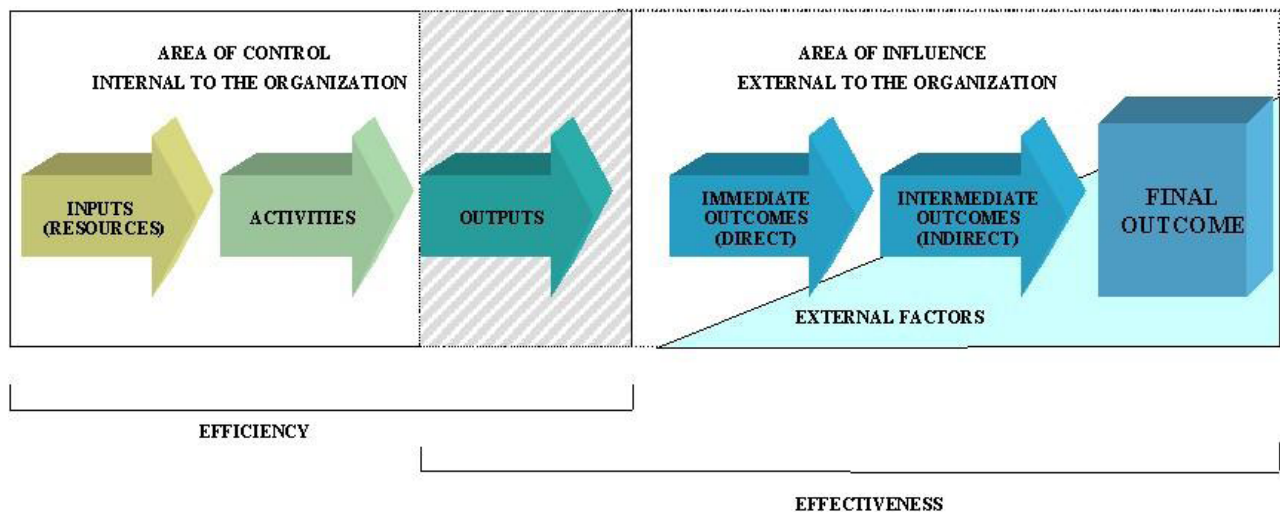 AREA OF CONTROL
INTERNAL TO THE ORGANIZATION
AREA OF INFLUENCE
EXTERNAL TO THE ORGANIZATION
INPUTS
(RESOURCES)
ACTIVITIES
OUTPUTS
IMMEDIATE
OUTCOMES
(DIRECT)
INTERMEDIATE
OUTCOMES
(INDIRECT)
FINAL
OUTCOME
EXTERNAL FACTORS
EFFICIENCY
EFFECTIVENESS